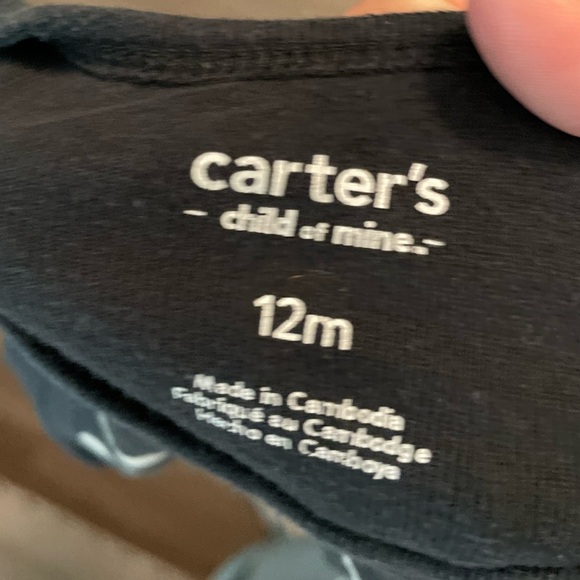 carter's
- child of mine.-
12m
Made in Cambodia
Fabriqué au Cambodge
Hecho en Camboya